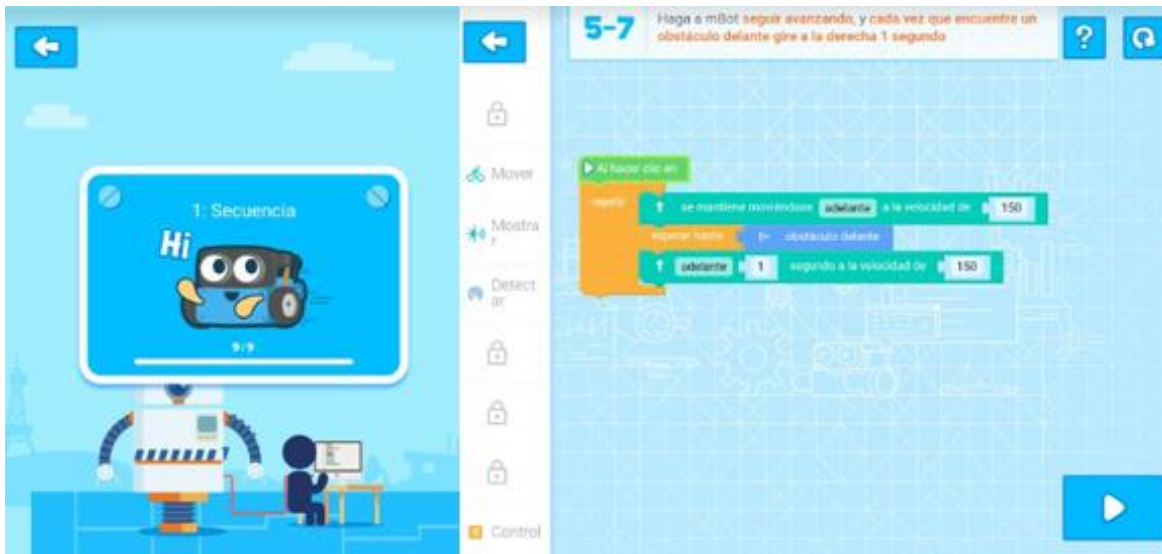 1: Secuencia
Hi
9/9
Mover
Mostra
r
Detect
ar
Control
5-7
Haga a mBot seguir avanzando, y cada vez que encuentre un
obstáculo delante gire a la derecha 1 segundo
?
Al hacer clic en
repetir
se mantiene moviéndose adelante a la velocidad de 150
esperar hasta obstáculo delante
adelante 1 segundo a la velocidad de 150